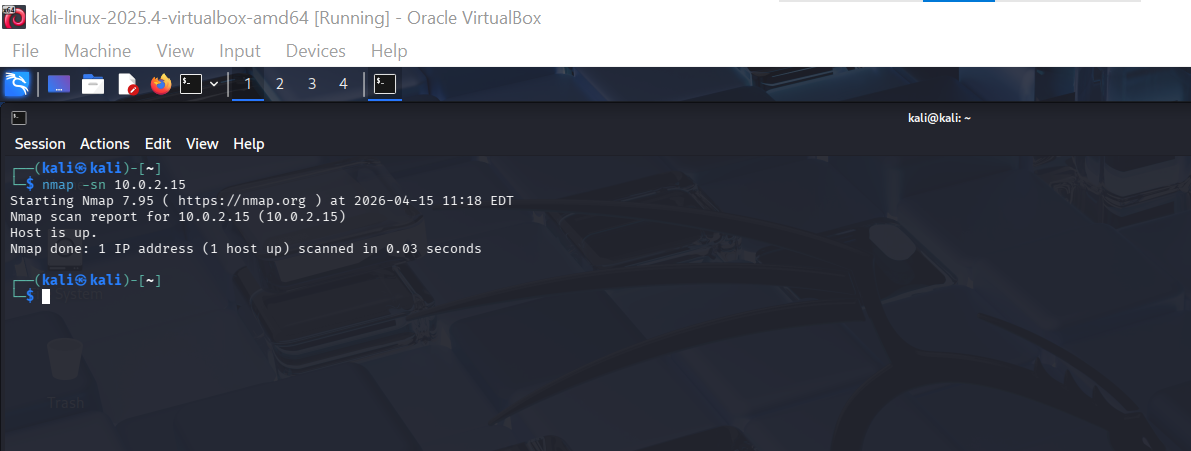 kali-linux-2025.4-virtualbox-amd64 [Running] - Oracle VirtualBox
File Machine View Input Devices Help
1 2 3 4
kali@kali: ~
Session Actions Edit View Help
┌──(kali㉿kali)-[~]
└─$ nmap -sn 10.0.2.15
Starting Nmap 7.95 ( https://nmap.org ) at 2026-04-15 11:18 EDT
Nmap scan report for 10.0.2.15 (10.0.2.15)
Host is up.
Nmap done: 1 IP address (1 host up) scanned in 0.03 seconds
┌──(kali㉿kali)-[~]
└─$
System
Trash